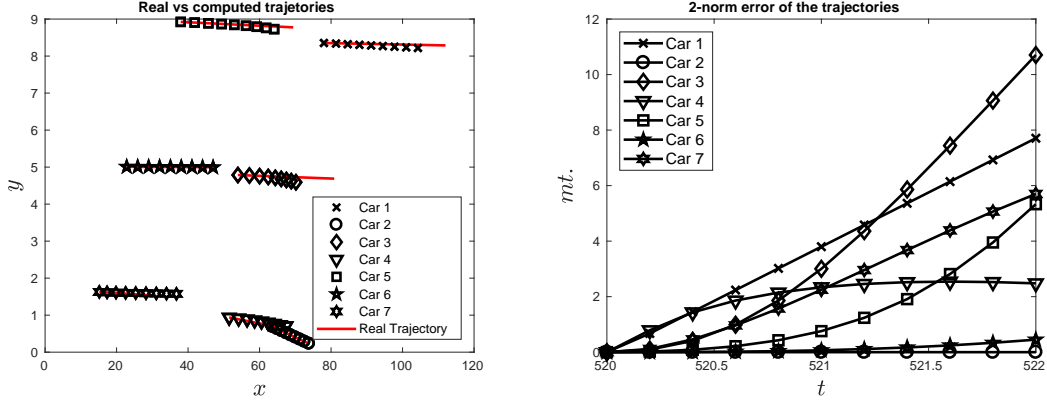 Real vs computed trajetories
9
8
7
6
5
4
3
2
1
0
0 20 40 60 80 100 120
x
y
Car 1
Car 2
Car 3
Car 4
Car 5
Car 6
Car 7
Real Trajectory
2-norm error of the trajectories
12
10
8
6
4
2
0
520 520.5 521 521.5 522
t
mt.
Car 1
Car 2
Car 3
Car 4
Car 5
Car 6
Car 7